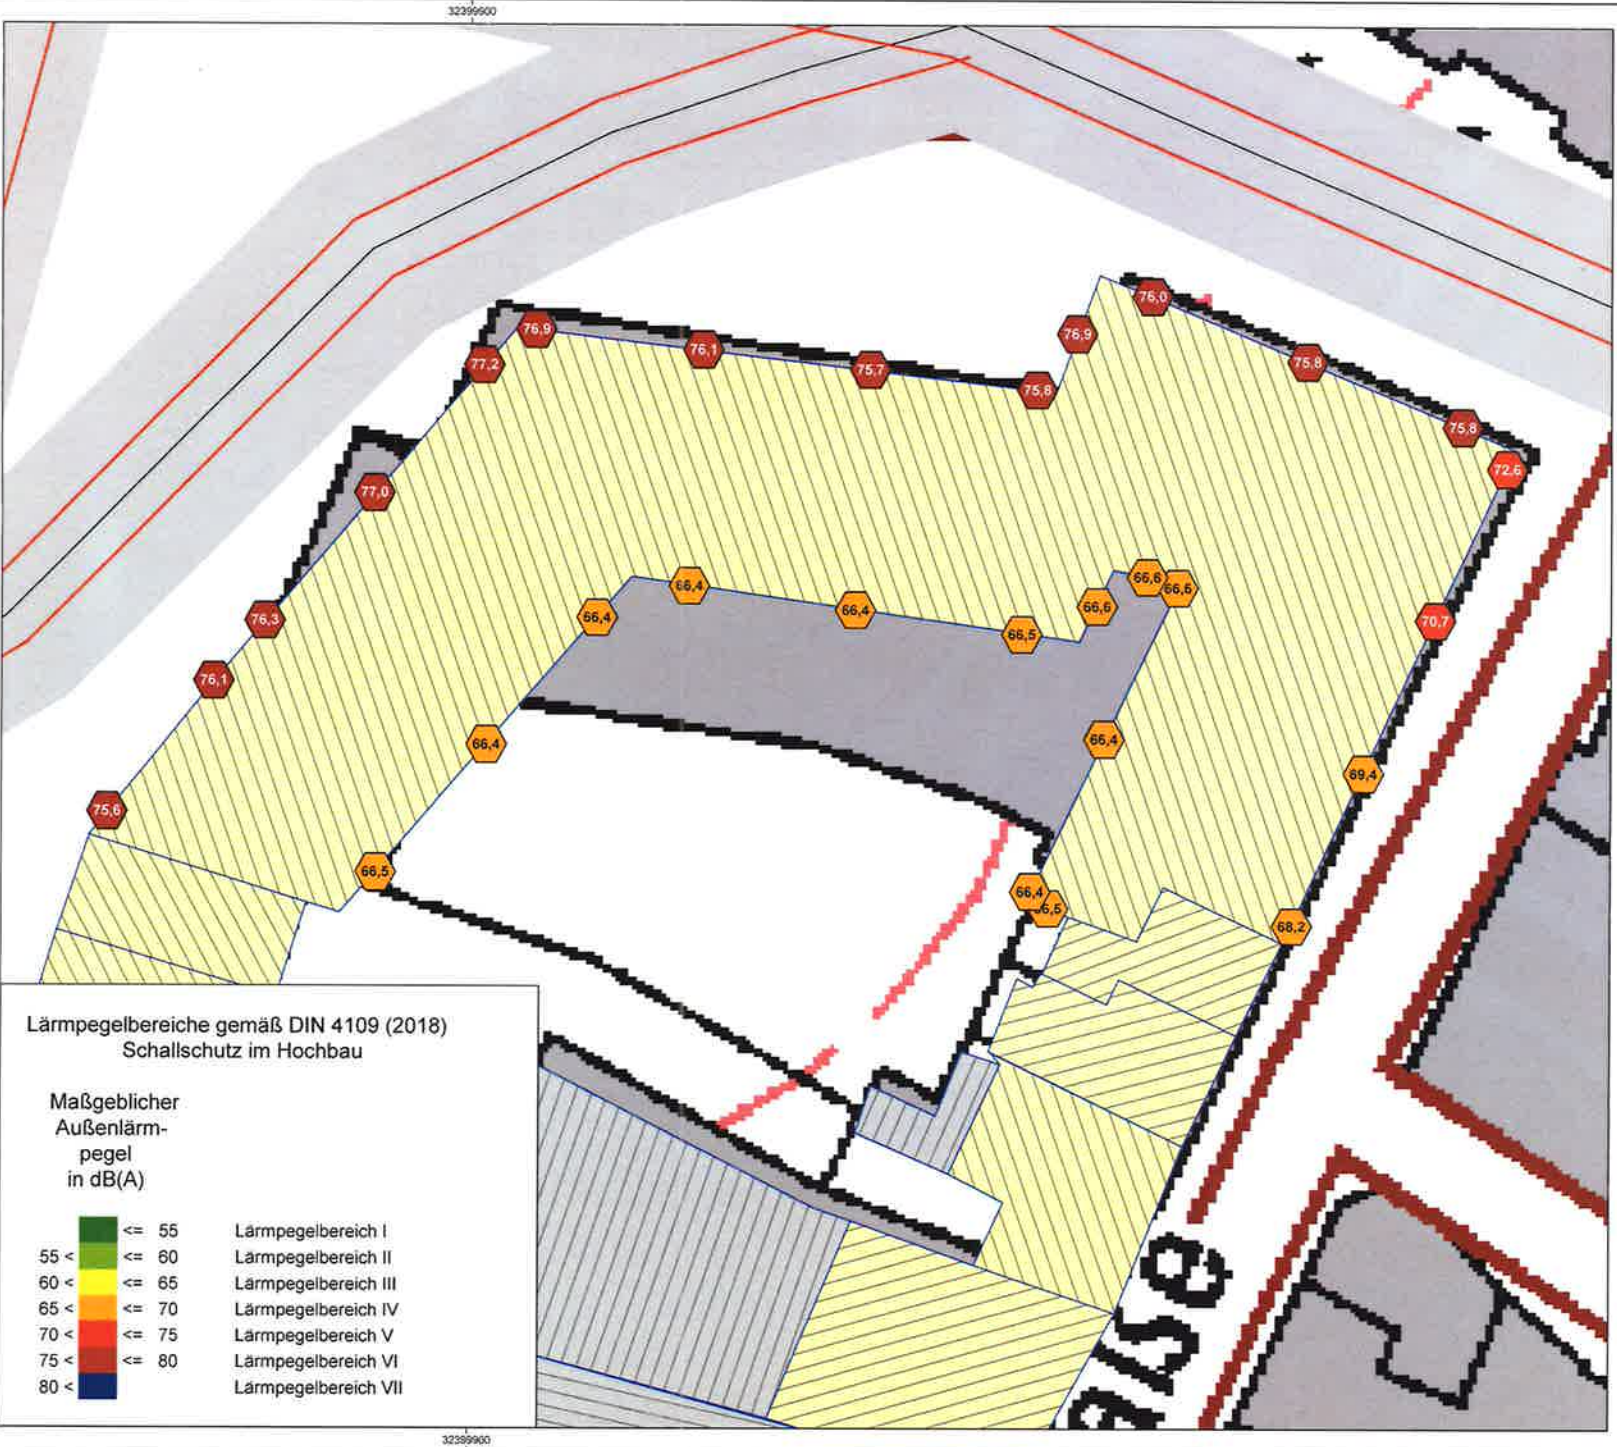 32399900
76,0
76,9
76,9
76,1
75,7
75,8
75,8
75,8
77,2
72,6
77,0
76,3
76,1
75,6
66,4
66,4
66,4
66,5
66,6
66,6
66,6
70,7
66,4
66,4
69,4
66,5
66,4
66,5
68,2
Lärmpegelbereiche gemäß DIN 4109 (2018)
Schallschutz im Hochbau
Maßgeblicher
Außenlärm-
pegel
in dB(A)
<= 55 Lärmpegelbereich I
55 < <= 60 Lärmpegelbereich II
60 < <= 65 Lärmpegelbereich III
65 < <= 70 Lärmpegelbereich IV
70 < <= 75 Lärmpegelbereich V
75 < <= 80 Lärmpegelbereich VI
80 < Lärmpegelbereich VII
32399900